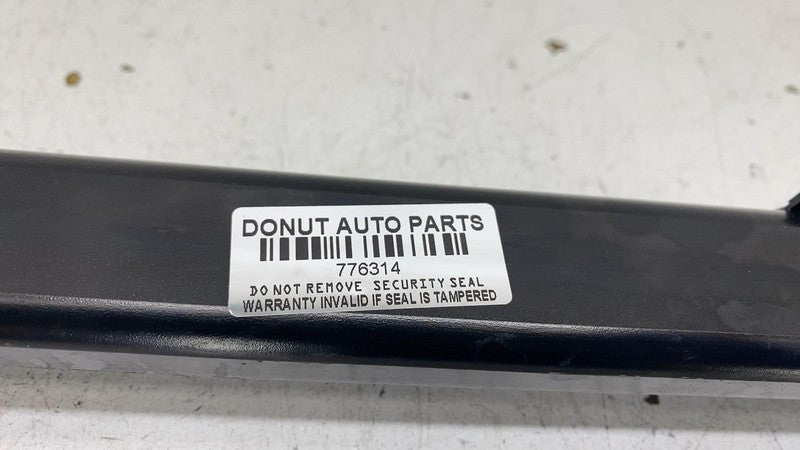 DONUT AUTO PARTS
776314
DO NOT REMOVE SECURITY SEAL
WARRANTY INVALID IF SEAL IS TAMPERED